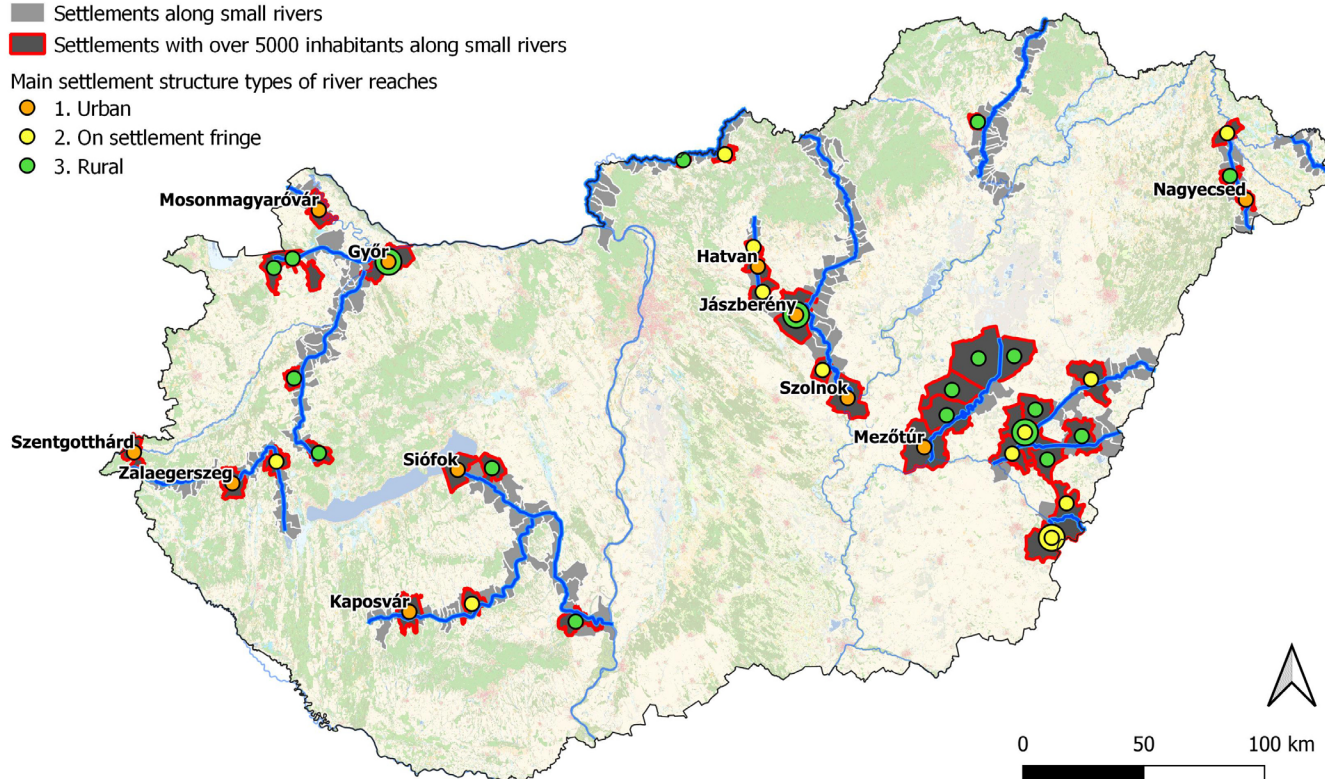 Settlements along small rivers
Settlements with over 5000 inhabitants along small rivers
Main settlement structure types of river reaches
1. Urban
2. On settlement fringe
3. Rural
Mosonmagyaróvár
Nagyecsed
Győr
Hatvan
Jászberény
Szolnok
Mezőtúr
Szentgotthárd
Zalaegerszeg
Siófok
Kaposvár
0 50 100 km